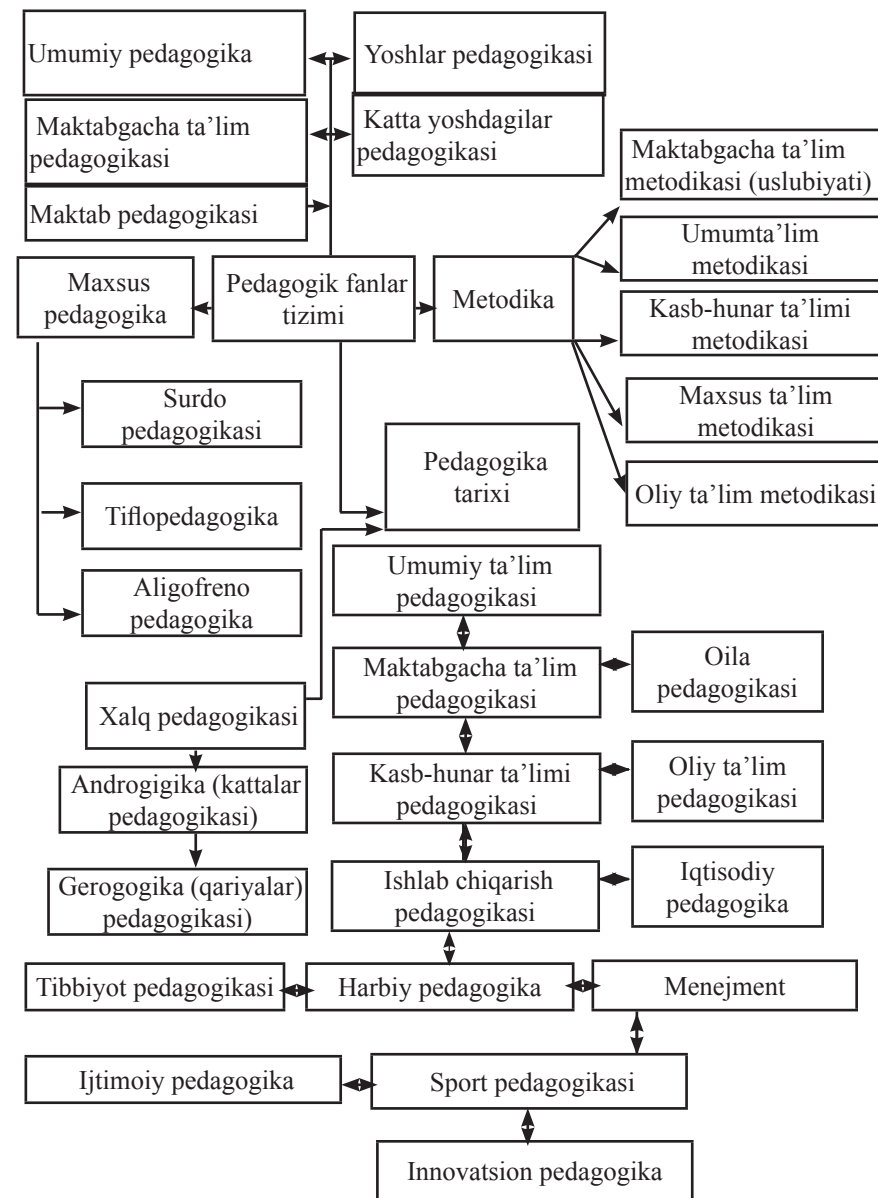 Umumiy pedagogika
Yoshlar pedagogikasi
Maktabgacha ta’lim
pedagogikasi
Katta yoshdagilar
pedagogikasi
Maktab pedagogikasi
Maktabgacha ta’lim
metodikasi (uslubiyati)
Umumta’lim
metodikasi
Maxsus
pedagogika
Pedagogik fanlar
tizimi
Metodika
Kasb-hunar ta’limi
metodikasi
Surdo
pedagogikasi
Maxsus ta’lim
metodikasi
Pedagogika
tarixi
Oliy ta’lim metodikasi
Tiflopedagogika
Aligofreno
pedagogika
Umumiy ta’lim
pedagogikasi
Maktabgacha ta’lim
pedagogikasi
Oila
pedagogikasi
Xalq pedagogikasi
Androgigika (kattalar
pedagogikasi)
Kasb-hunar ta’limi
pedagogikasi
Oliy ta’lim
pedagogikasi
Gerogogika (qariyalar)
pedagogikasi)
Ishlab chiqarish
pedagogikasi
Iqtisodiy
pedagogika
Tibbiyot pedagogikasi
Harbiy pedagogika
Menejment
Ijtimoiy pedagogika
Sport pedagogikasi
Innovatsion pedagogika